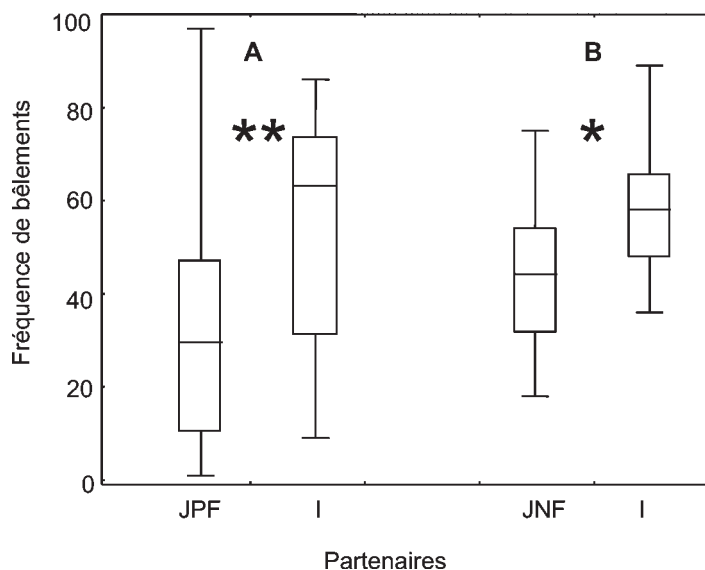 100
80
60
40
20
0
Fréquence de bêlements
A
B
**
*
JPF I JNF I
Partenaires